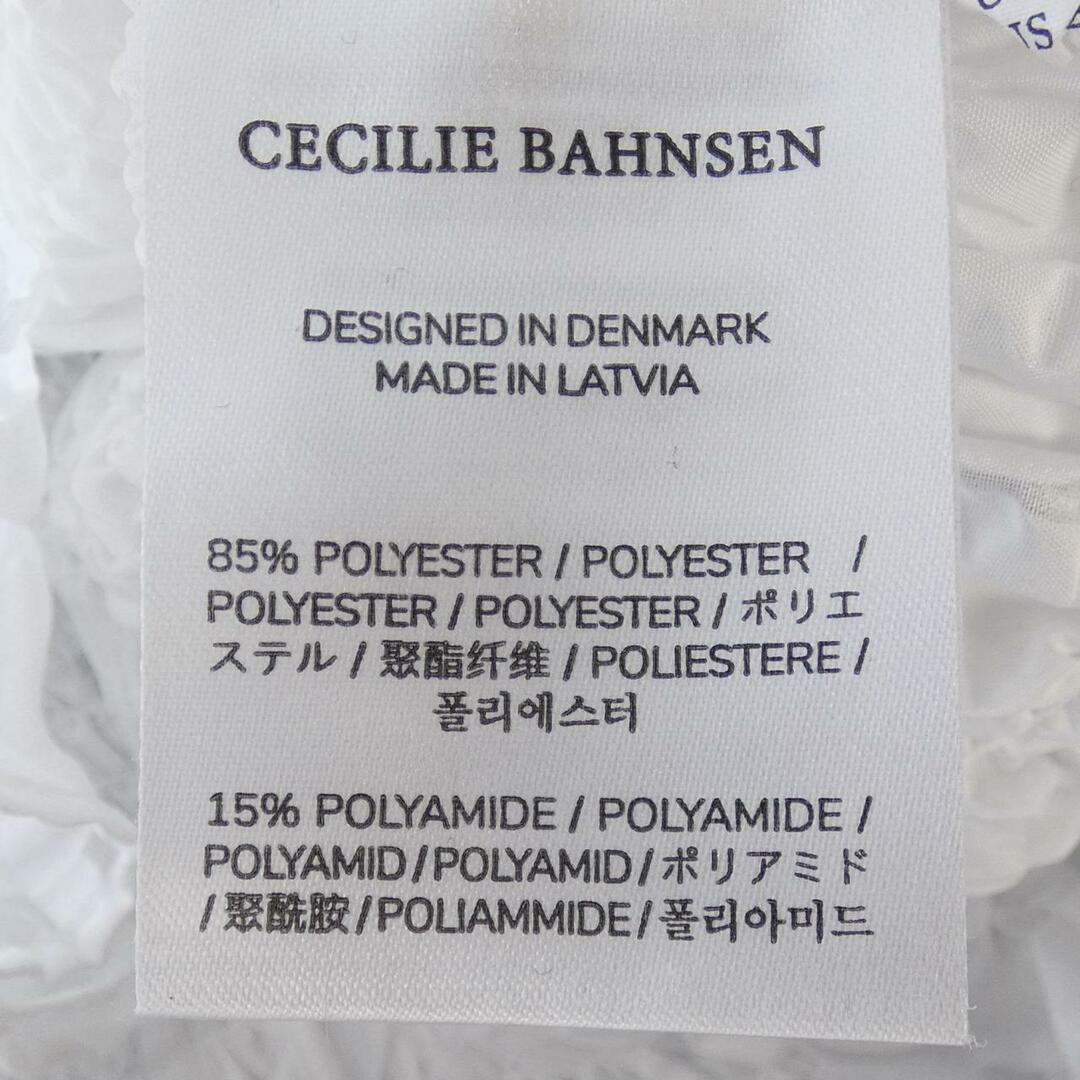 CECILIE BAHNSEN
DESIGNED IN DENMARK
MADE IN LATVIA
85% POLYESTER / POLYESTER /
POLYESTER / POLYESTER / ポリエ
ステル / 聚酯纤维 / POLIESTERE /
폴리에스터
15% POLYAMIDE / POLYAMIDE /
POLYAMID / POLYAMID / ポリアミド
/ 聚酰胺 / POLIAMMIDE / 폴리아미드